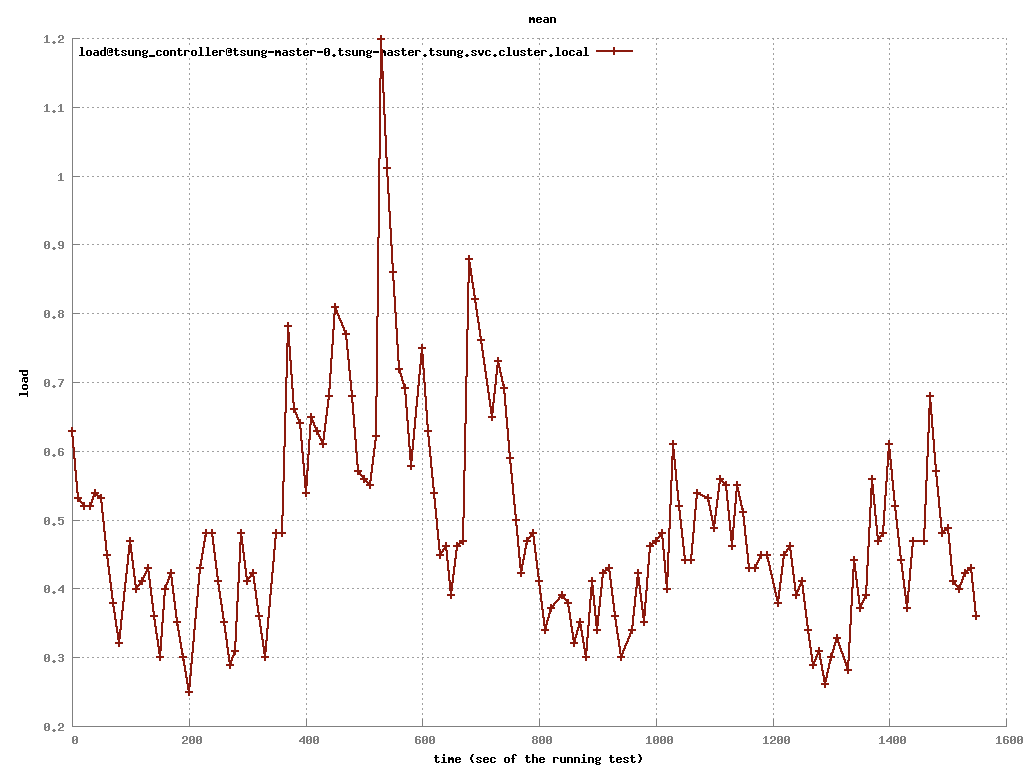 mean
load@tsung_controller@tsung-master-0.tsung-master.tsung.svc.cluster.local
1.2
1.1
1
0.9
0.8
0.7
0.6
0.5
0.4
0.3
0.2
load
0 200 400 600 800 1000 1200 1400 1600
time (sec of the running test)